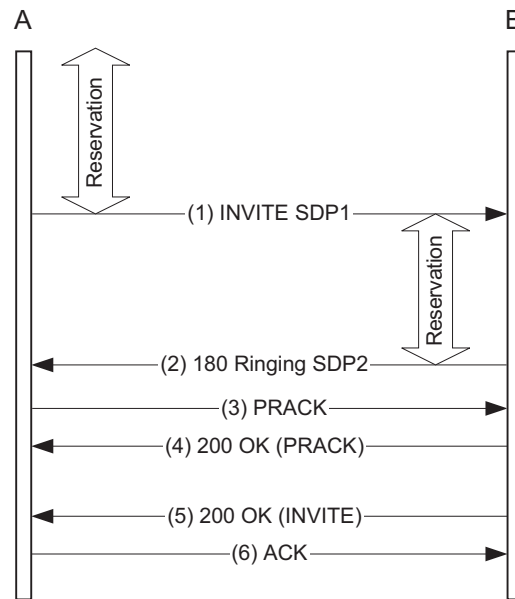 A
B
Reservation
(1) INVITE SDP1
Reservation
(2) 180 Ringing SDP2
(3) PRACK
(4) 200 OK (PRACK)
(5) 200 OK (INVITE)
(6) ACK